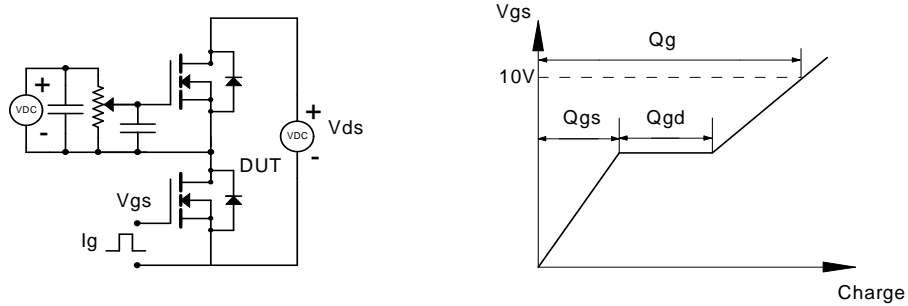 +
VDC
-
+
VDC
-
Vds
DUT
Vgs
Ig
Vgs
Qg
10V
Qgs
Qgd
Charge